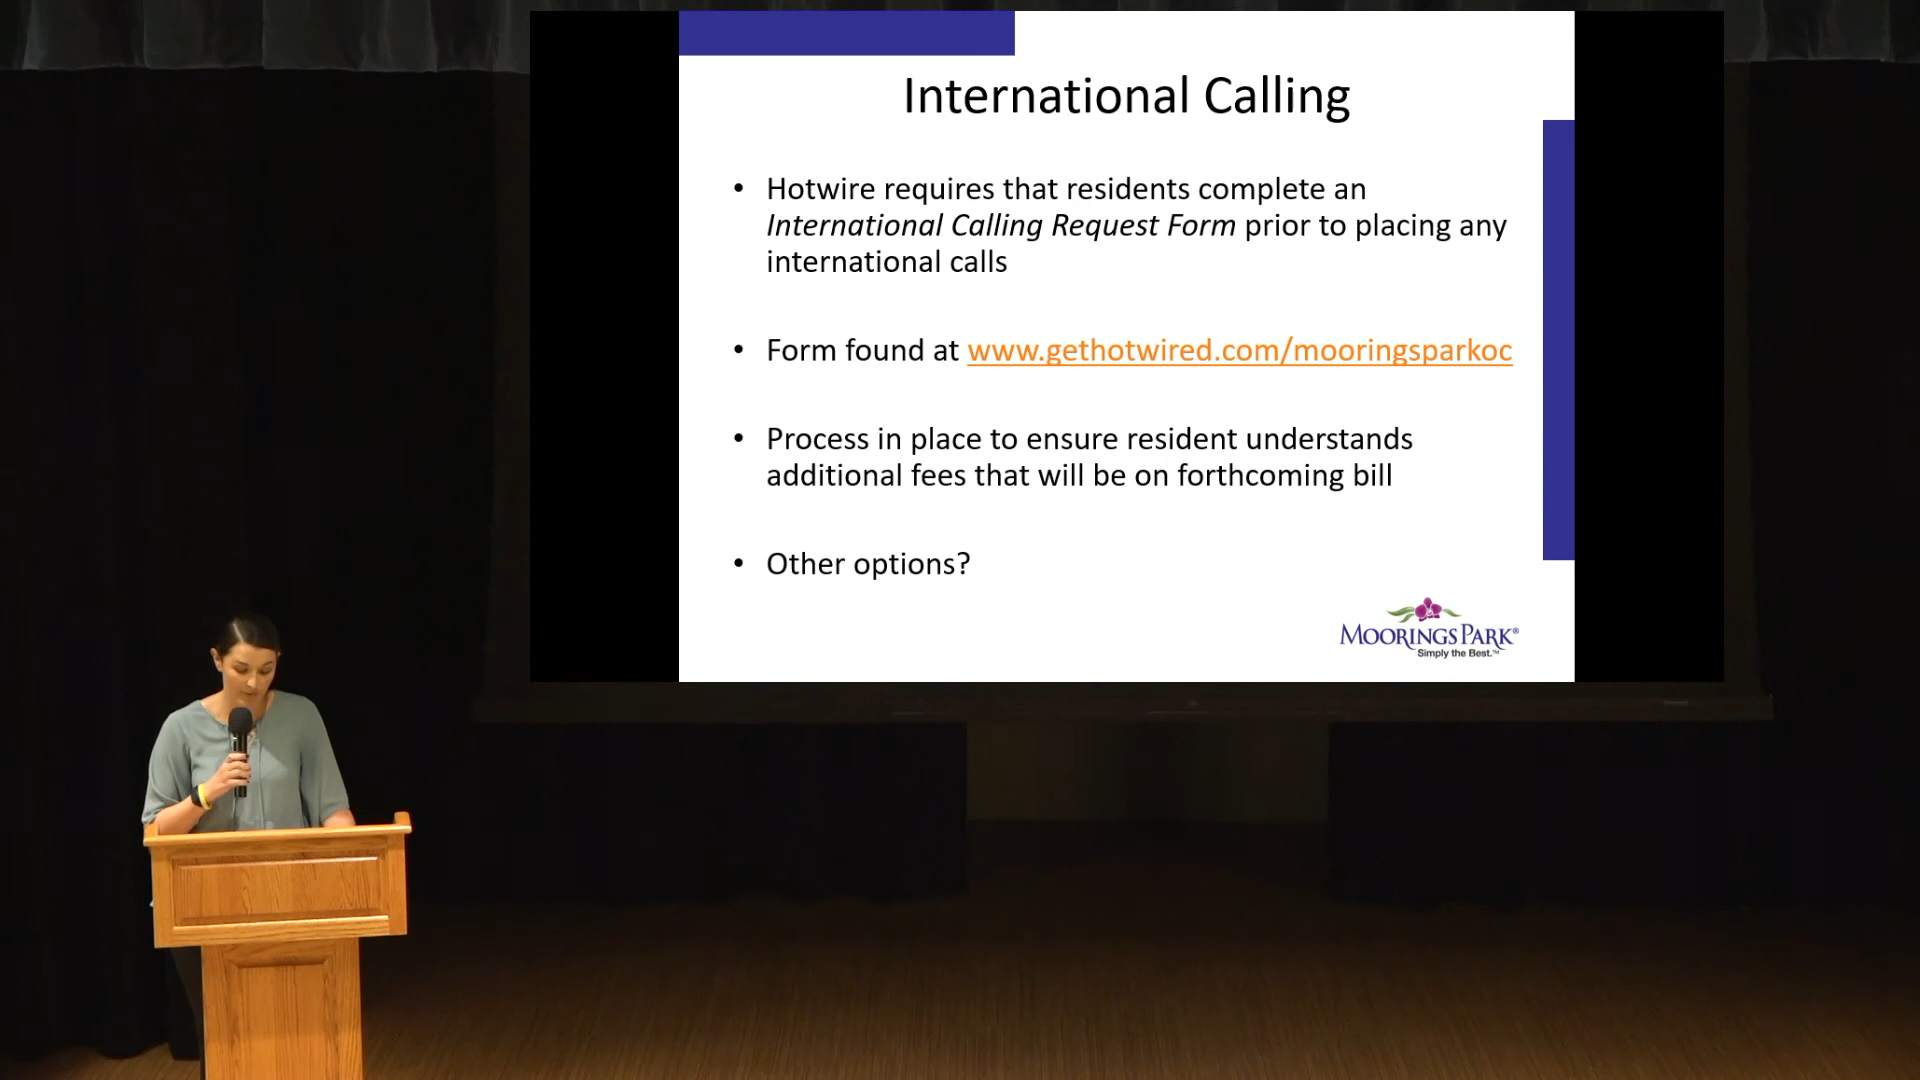 International Calling
• Hotwire requires that residents complete an
International Calling Request Form prior to placing any
international calls
• Form found at www.gethotwired.com/mooringsparkoc
• Process in place to ensure resident understands
additional fees that will be on forthcoming bill
• Other options?
MOORINGS PARK®
Simply the Best.™